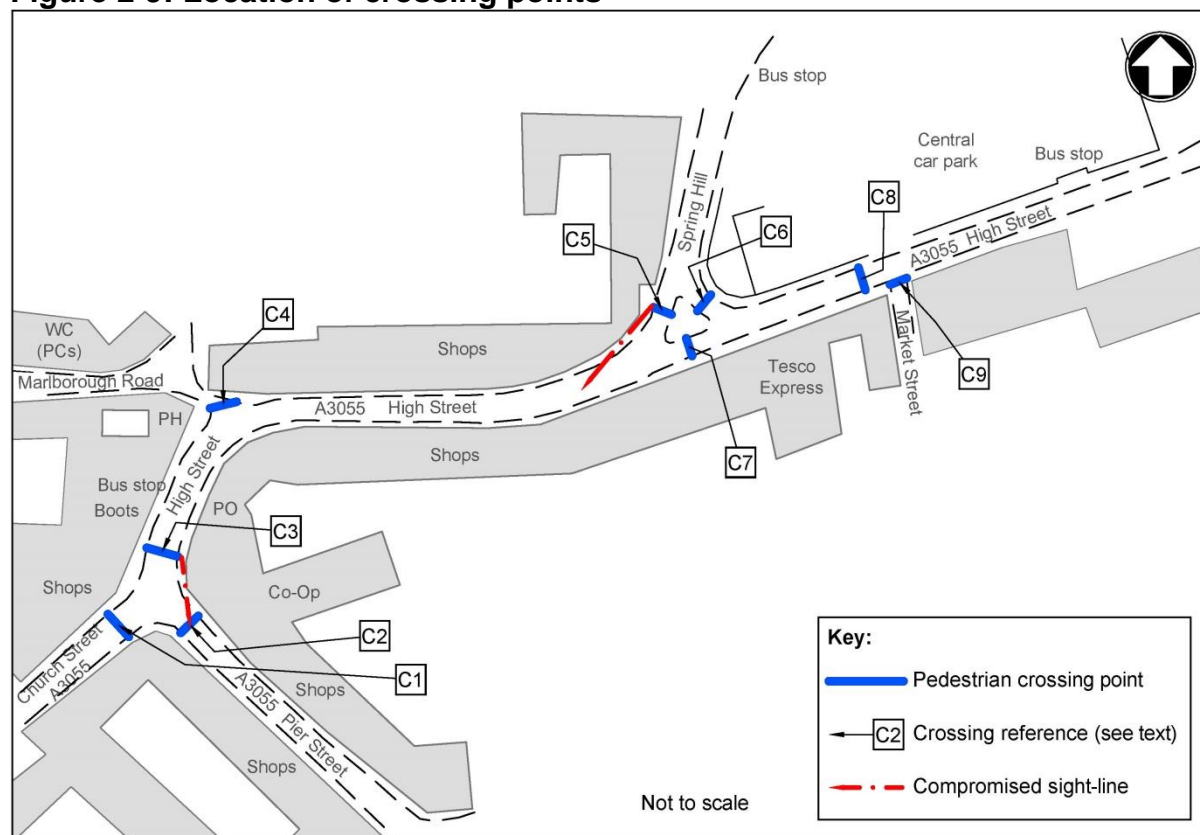 Figure 2-6: Location of crossing points
Bus stop
Central
car park
Bus stop
C8
A3055 High Street
Spring Hill
C6
C5
C4
WC
(PCs)
Marlborough Road
Shops
Tesco
Express
Market Street
C9
A3055 High Street
PH
C7
Shops
High Street
Bus stop
Boots
PO
C3
Shops
Co-Op
C2
C1
Church Street
A3055
A3055 Pier Street
Shops
Shops
Not to scale
Key:
Pedestrian crossing point
C2 Crossing reference (see text)
Compromised sight-line